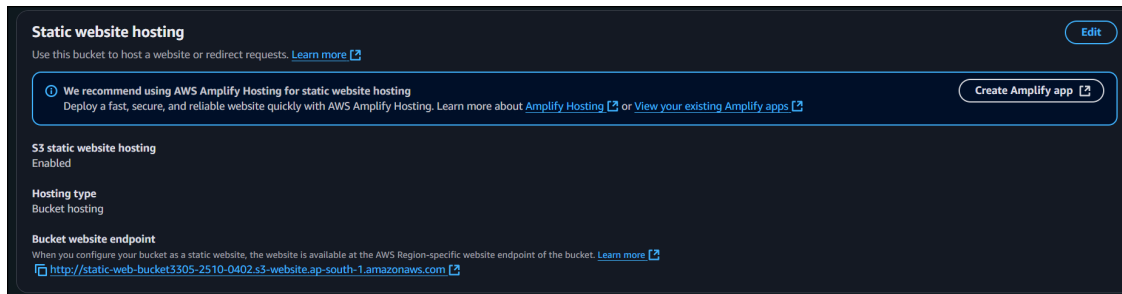 Static website hosting
Edit
Use this bucket to host a website or redirect requests. Learn more
We recommend using AWS Amplify Hosting for static website hosting
Deploy a fast, secure, and reliable website quickly with AWS Amplify Hosting. Learn more about Amplify Hosting or View your existing Amplify apps
Create Amplify app
S3 static website hosting
Enabled
Hosting type
Bucket hosting
Bucket website endpoint
When you configure your bucket as a static website, the website is available at the AWS Region-specific website endpoint of the bucket. Learn more
http://static-web-bucket3305-2510-0402.s3-website.ap-south-1.amazonaws.com